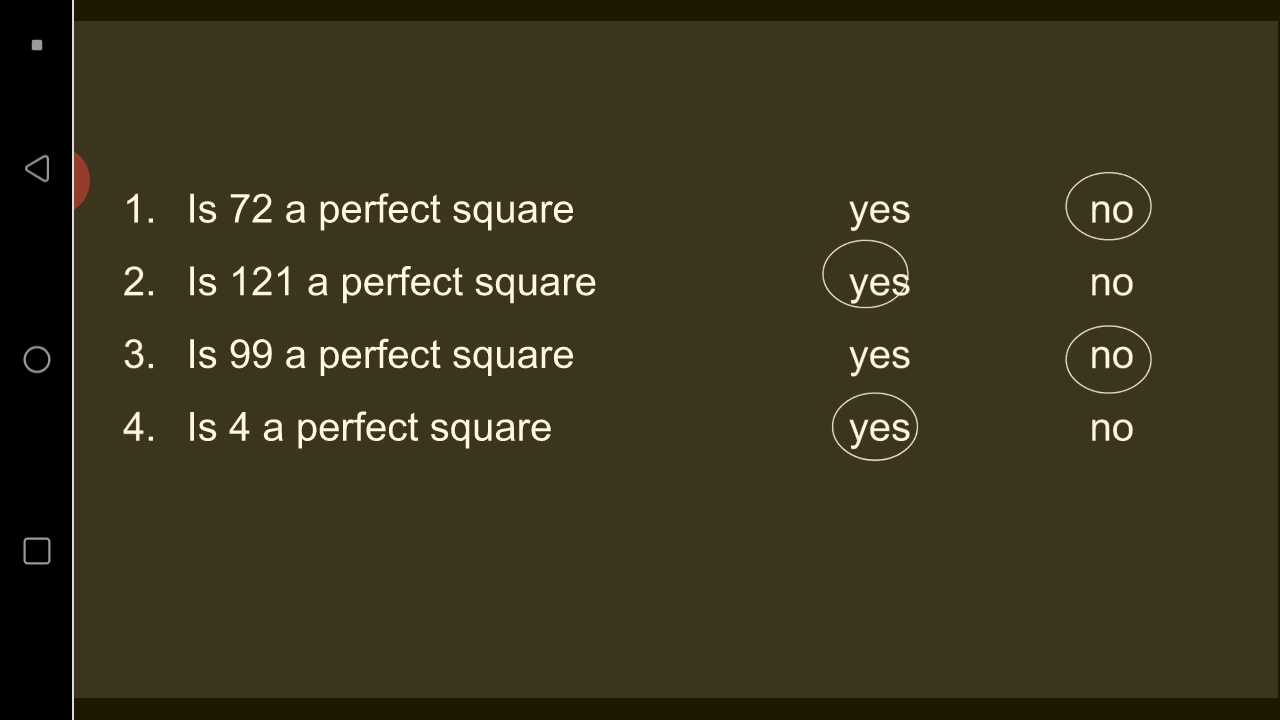 1. Is 72 a perfect square yes no
2. Is 121 a perfect square yes no
3. Is 99 a perfect square yes no
4. Is 4 a perfect square yes no